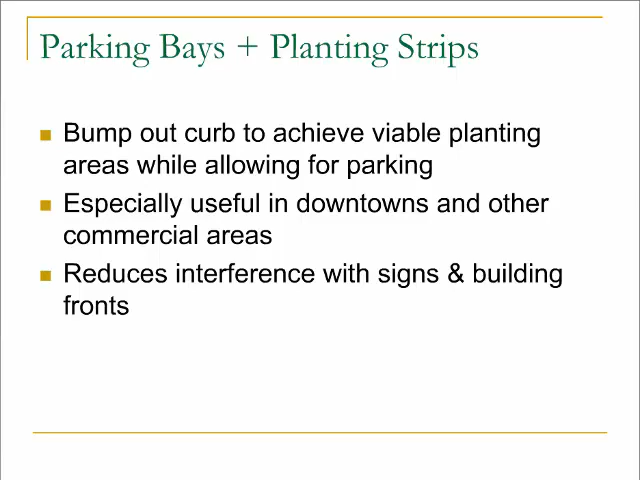 Parking Bays + Planting Strips
Bump out curb to achieve viable planting
areas while allowing for parking
Especially useful in downtowns and other
commercial areas
Reduces interference with signs & building
fronts